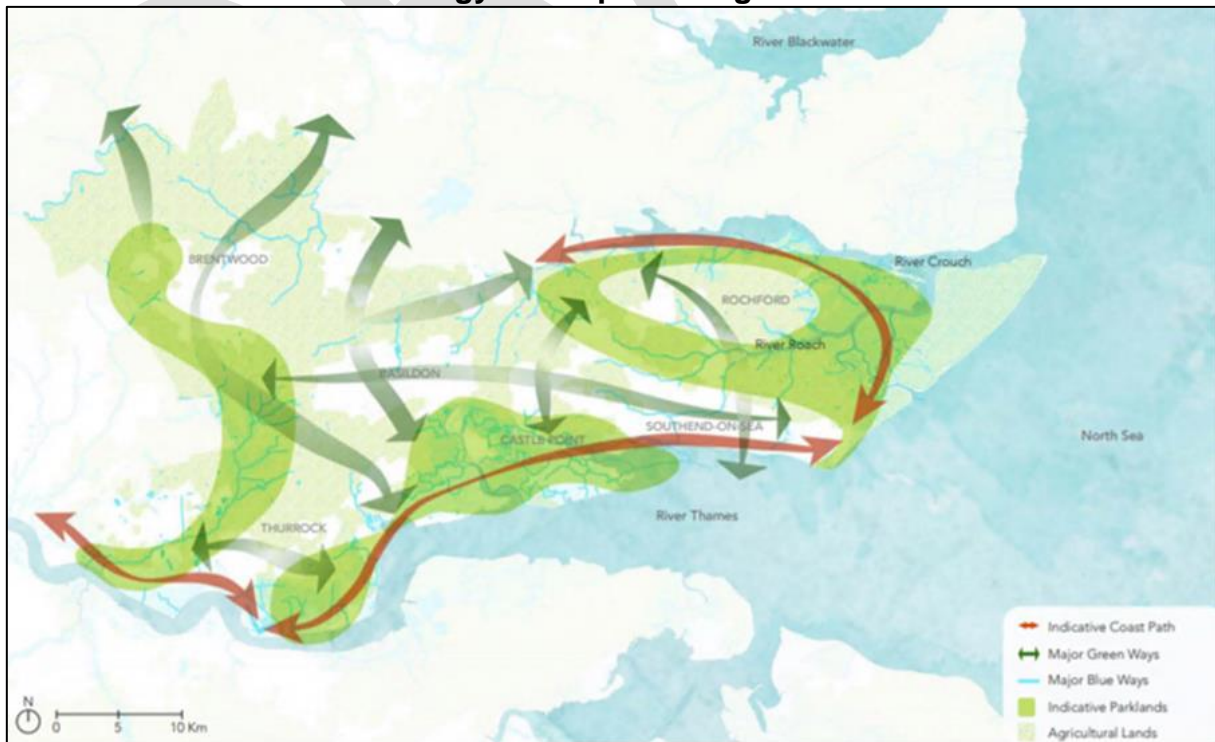 River Blackwater
BRENTWOOD
River Crouch
ROCHFORD
River Roach
BASILDON
SOUTHEND-ON-SEA
CASTLE POINT
North Sea
River Thames
THURROCK
Indicative Coast Path
Major Green Ways
Major Blue Ways
Indicative Parklands
Agricultural Lands
N
0 5 10 Km